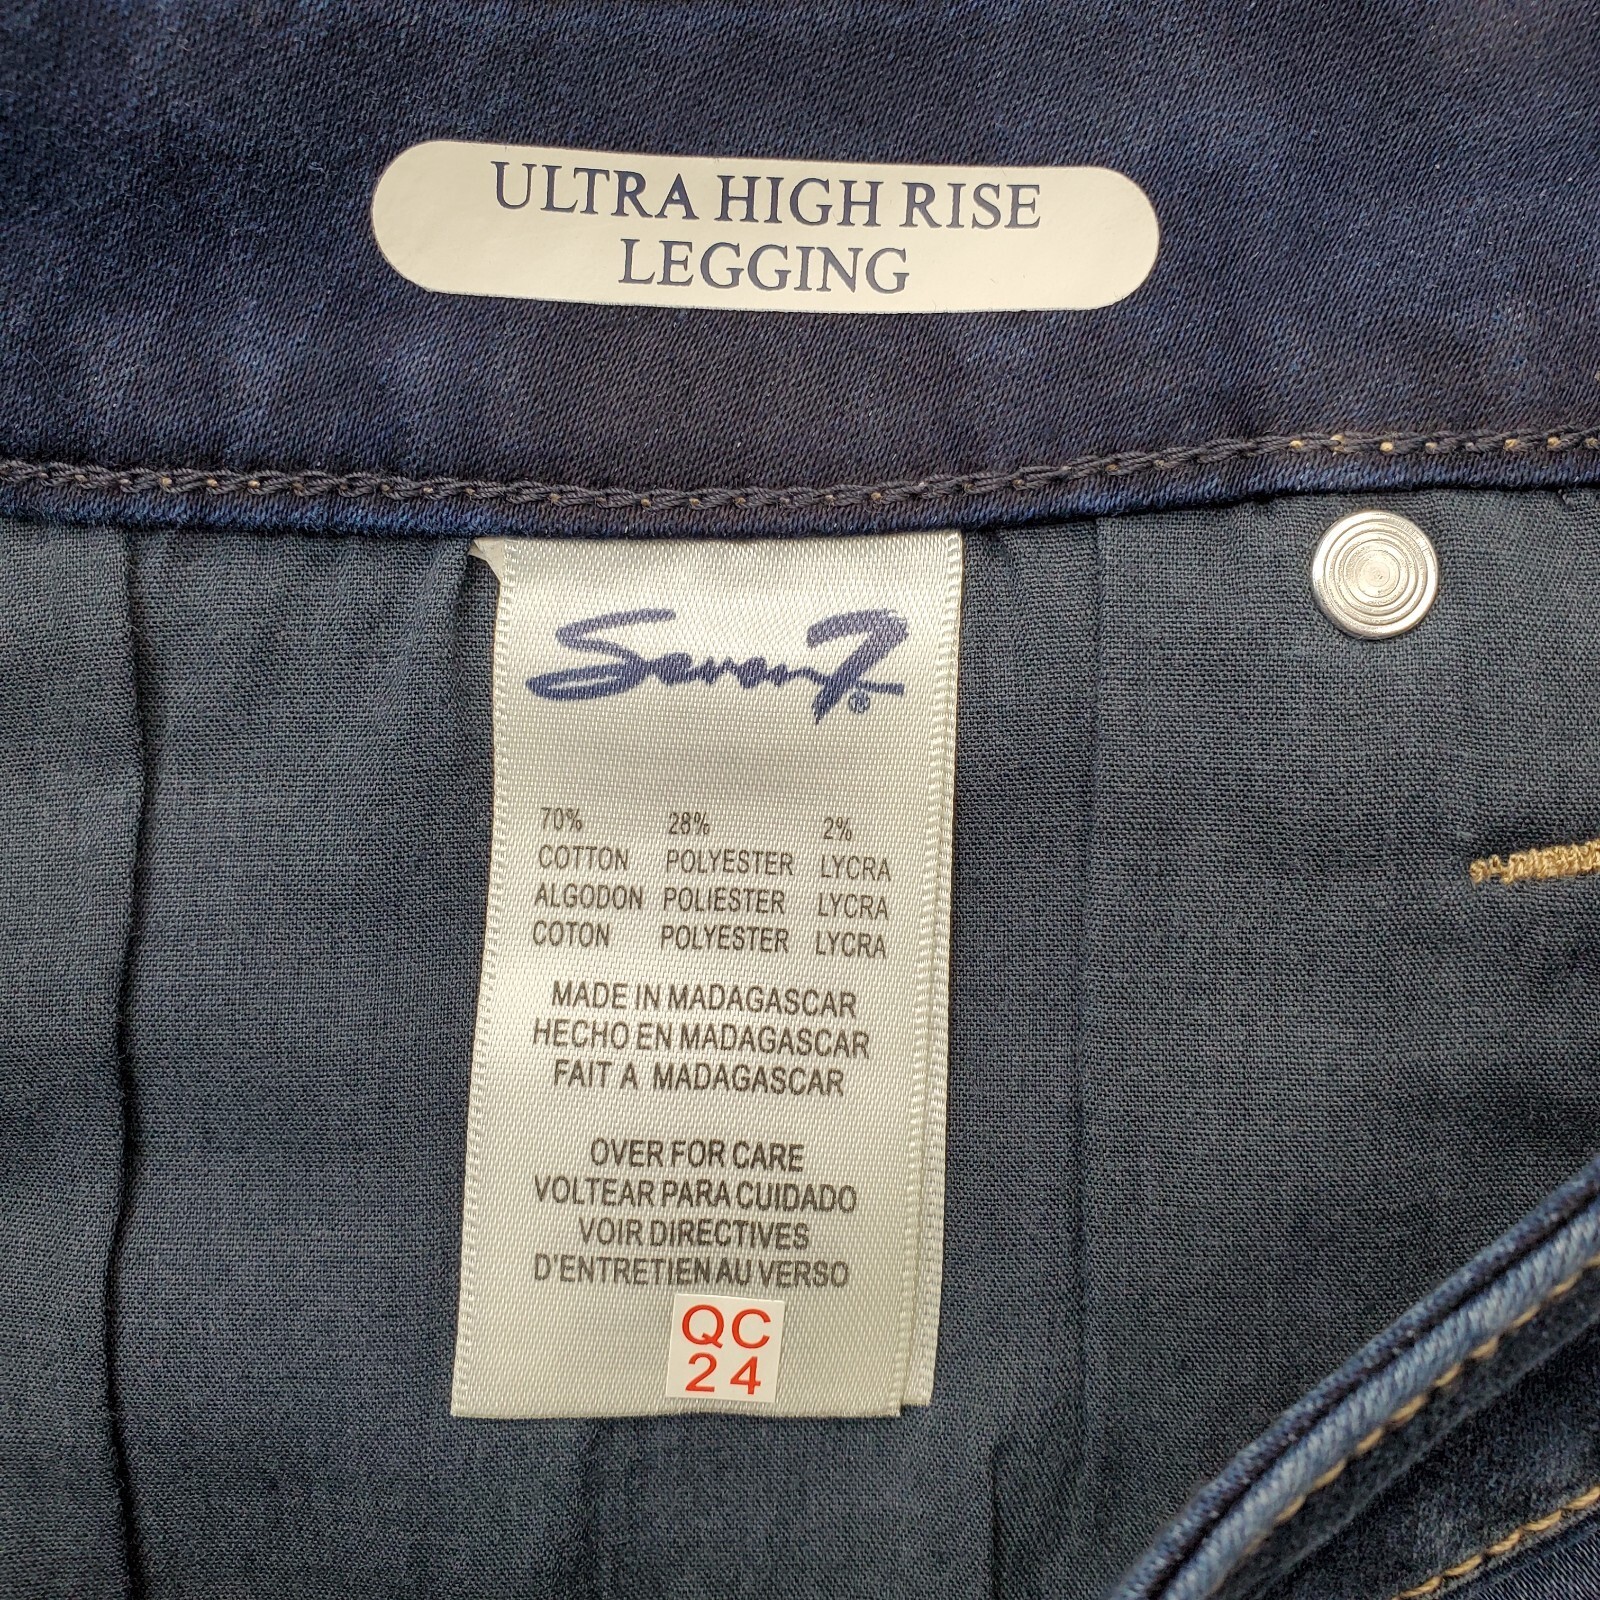 ULTRA HIGH RISE
LEGGING
Seven7®
70% 28% 2%
COTTON POLYESTER LYCRA
ALGODON POLIESTER LYCRA
COTON POLYESTER LYCRA
MADE IN MADAGASCAR
HECHO EN MADAGASCAR
FAIT A MADAGASCAR
OVER FOR CARE
VOLTEAR PARA CUIDADO
VOIR DIRECTIVES
D'ENTRETIEN AU VERSO
QC
24